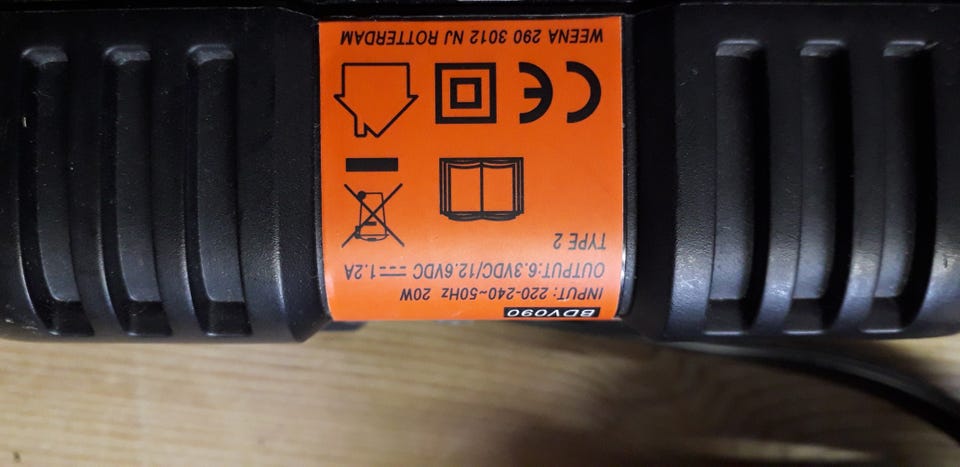 BDV090
INPUT: 220-240~50Hz 20W
OUTPUT:6.3VDC/12.6VDC⎓1.2A
TYPE 2
CE
WEENA 290 3012 NJ ROTTERDAM